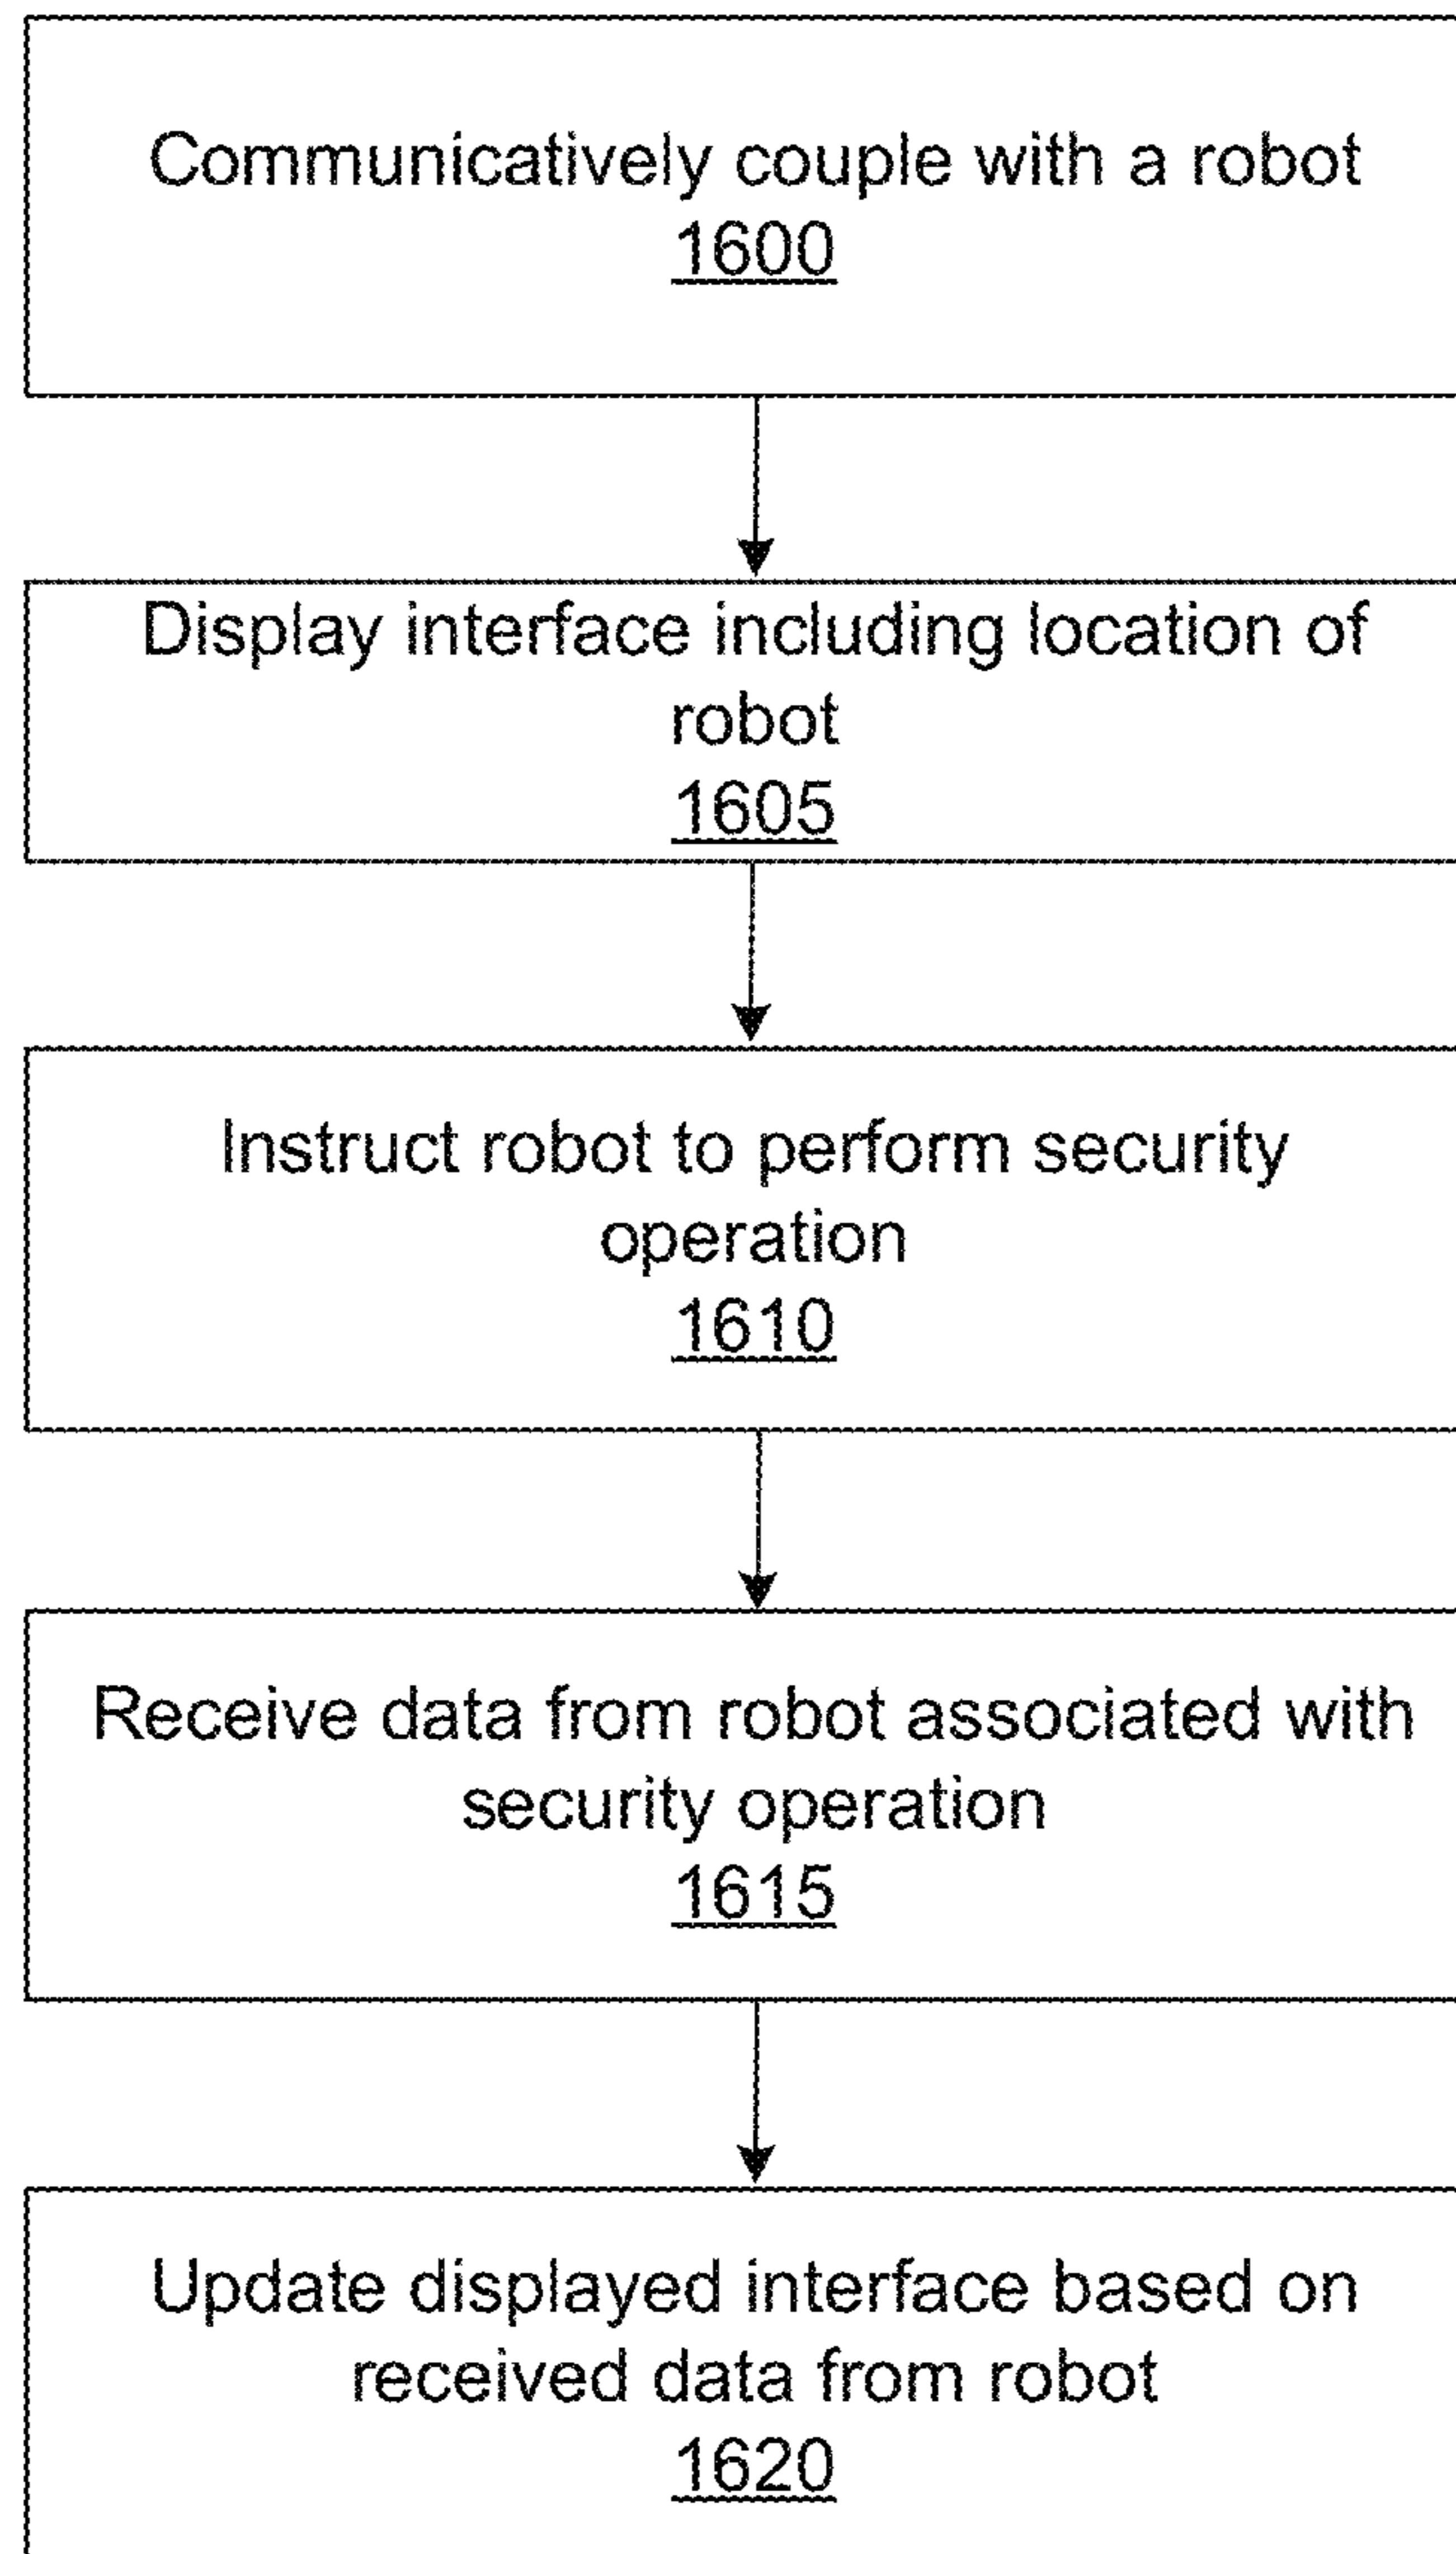 Communicatively couple with a robot
1600
Display interface including location of
robot
1605
Instruct robot to perform security
operation
1610
Receive data from robot associated with
security operation
1615
Update displayed interface based on
received data from robot
1620